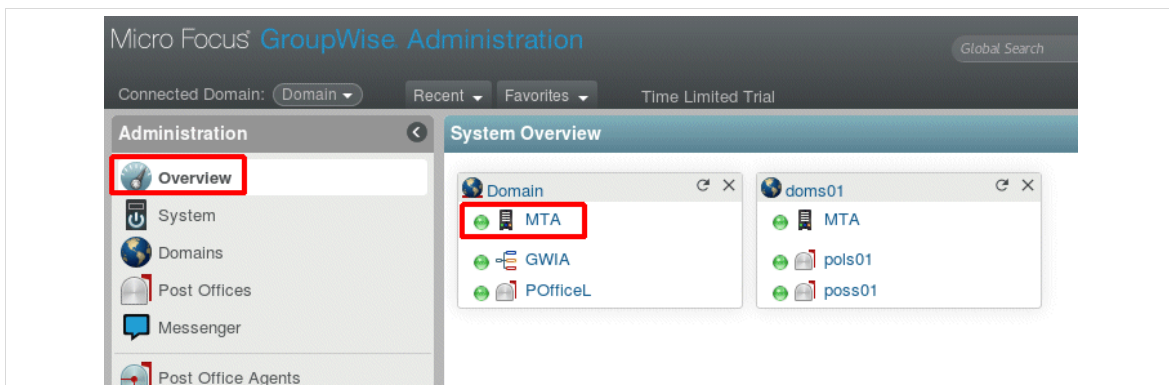 Micro Focus® GroupWise. Administration
Global Search
Connected Domain: Domain Recent Favorites Time Limited Trial
Administration
System Overview
Overview
System
Domains
Post Offices
Messenger
Post Office Agents
Domain
MTA
GWIA
POfficeL
doms01
MTA
pols01
poss01